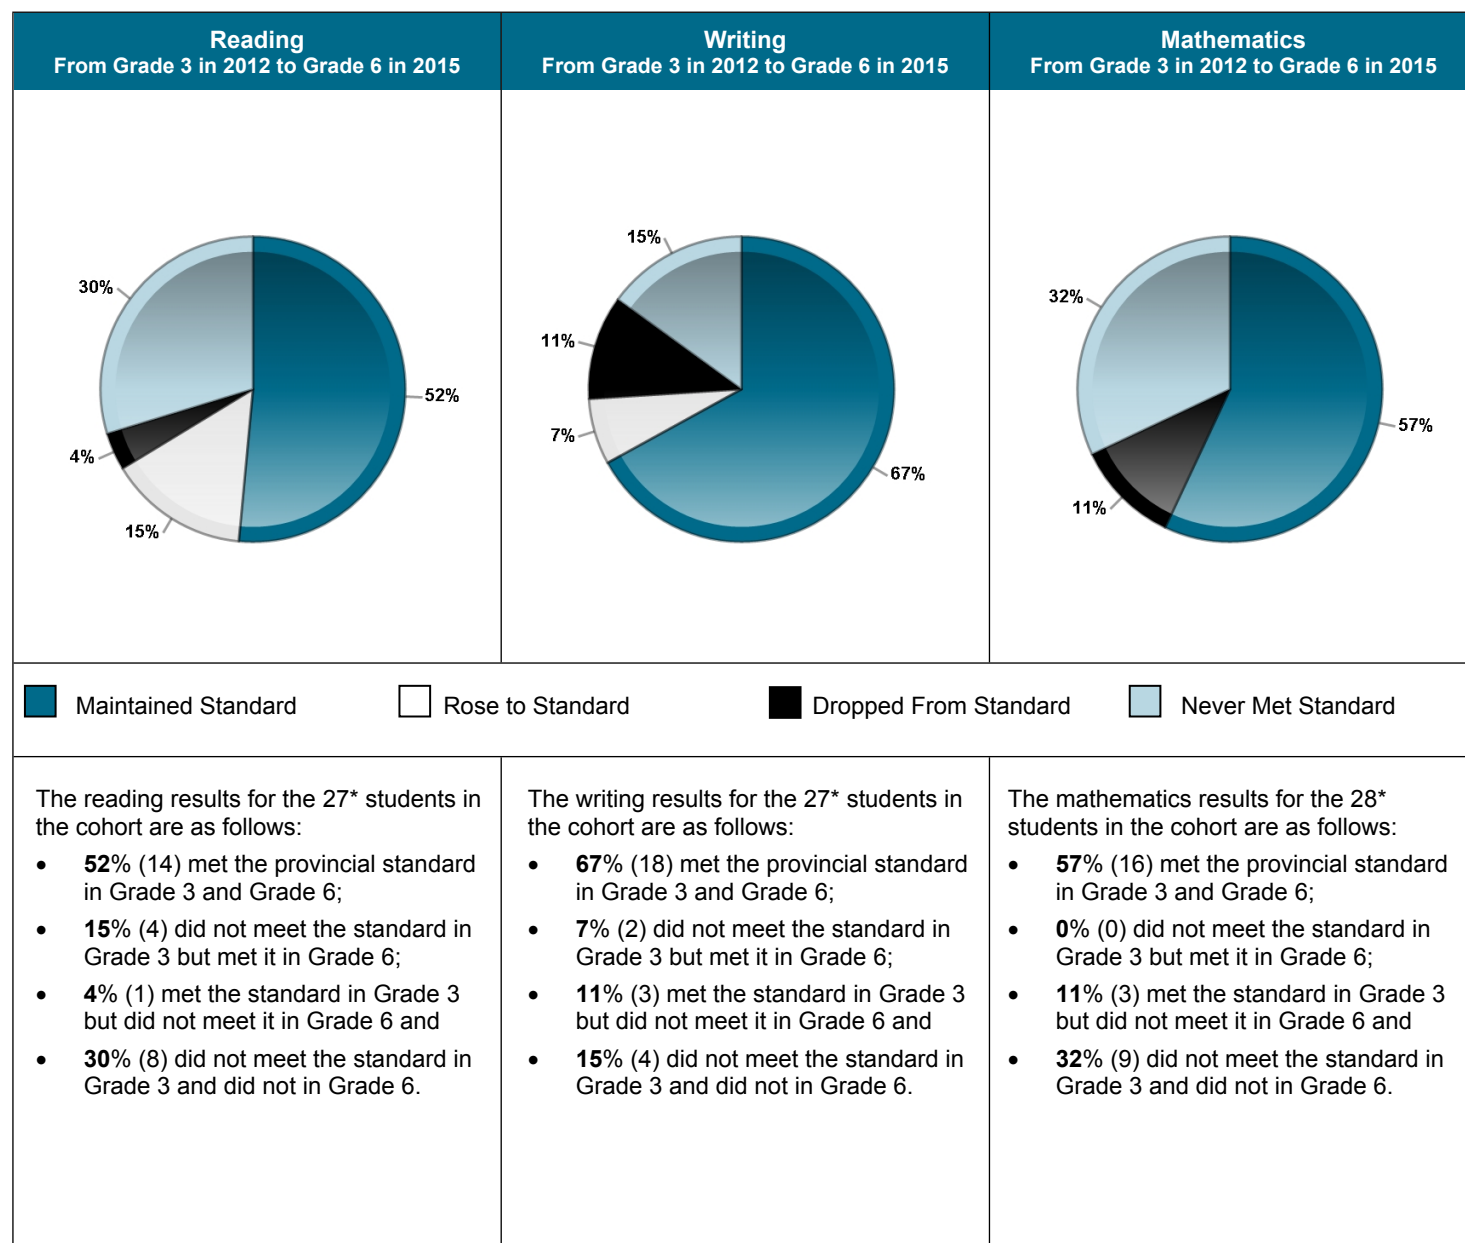 Reading
From Grade 3 in 2012 to Grade 6 in 2015
Writing
From Grade 3 in 2012 to Grade 6 in 2015
Mathematics
From Grade 3 in 2012 to Grade 6 in 2015
30%
52%
4%
15%
15%
11%
7%
67%
32%
57%
11%
Maintained Standard
Rose to Standard
Dropped From Standard
Never Met Standard
The reading results for the 27* students in
the cohort are as follows:
• 52% (14) met the provincial standard
in Grade 3 and Grade 6;
• 15% (4) did not meet the standard in
Grade 3 but met it in Grade 6;
• 4% (1) met the standard in Grade 3
but did not meet it in Grade 6 and
• 30% (8) did not meet the standard in
Grade 3 and did not in Grade 6.
The writing results for the 27* students in
the cohort are as follows:
• 67% (18) met the provincial standard
in Grade 3 and Grade 6;
• 7% (2) did not meet the standard in
Grade 3 but met it in Grade 6;
• 11% (3) met the standard in Grade 3
but did not meet it in Grade 6 and
• 15% (4) did not meet the standard in
Grade 3 and did not in Grade 6.
The mathematics results for the 28*
students in the cohort are as follows:
• 57% (16) met the provincial standard
in Grade 3 and Grade 6;
• 0% (0) did not meet the standard in
Grade 3 but met it in Grade 6;
• 11% (3) met the standard in Grade 3
but did not meet it in Grade 6 and
• 32% (9) did not meet the standard in
Grade 3 and did not in Grade 6.